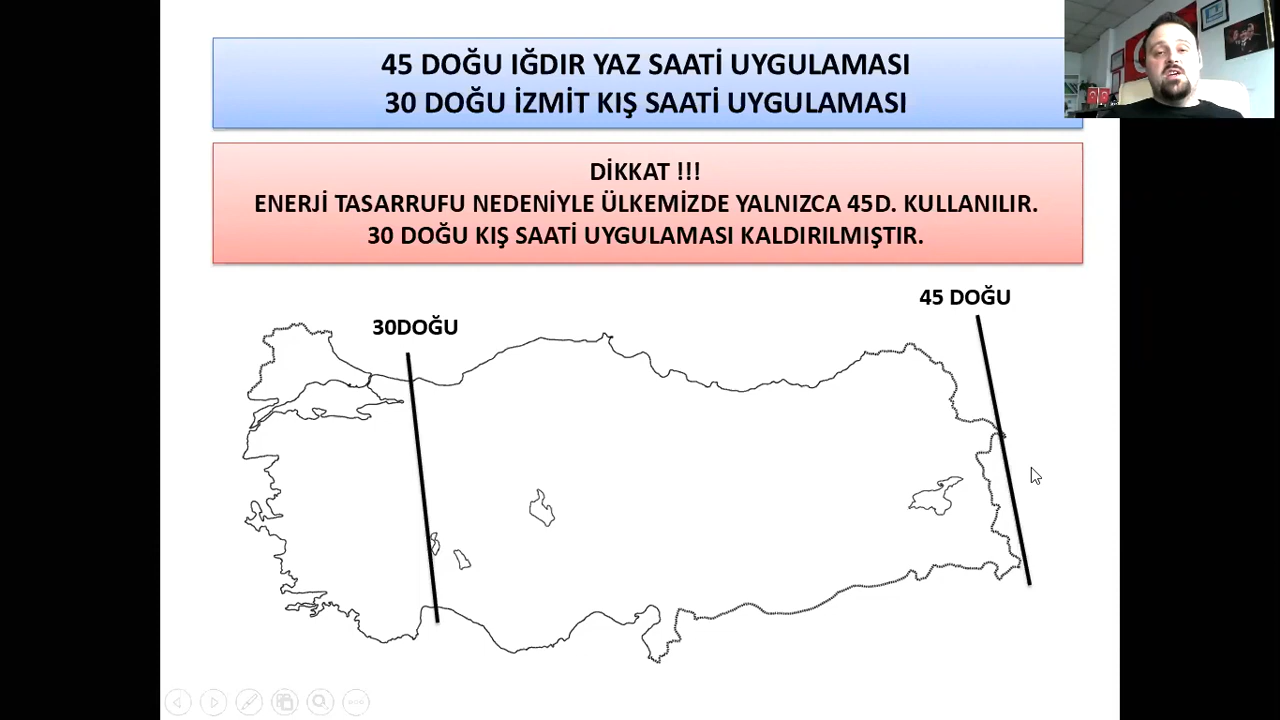 45 DOĞU IĞDIR YAZ SAATİ UYGULAMASI
30 DOĞU İZMİT KIŞ SAATİ UYGULAMASI
DİKKAT !!!
ENERJİ TASARRUFU NEDENİYLE ÜLKEMİZDE YALNIZCA 45D. KULLANILIR.
30 DOĞU KIŞ SAATİ UYGULAMASI KALDIRILMIŞTIR.
45 DOĞU
30DOĞU